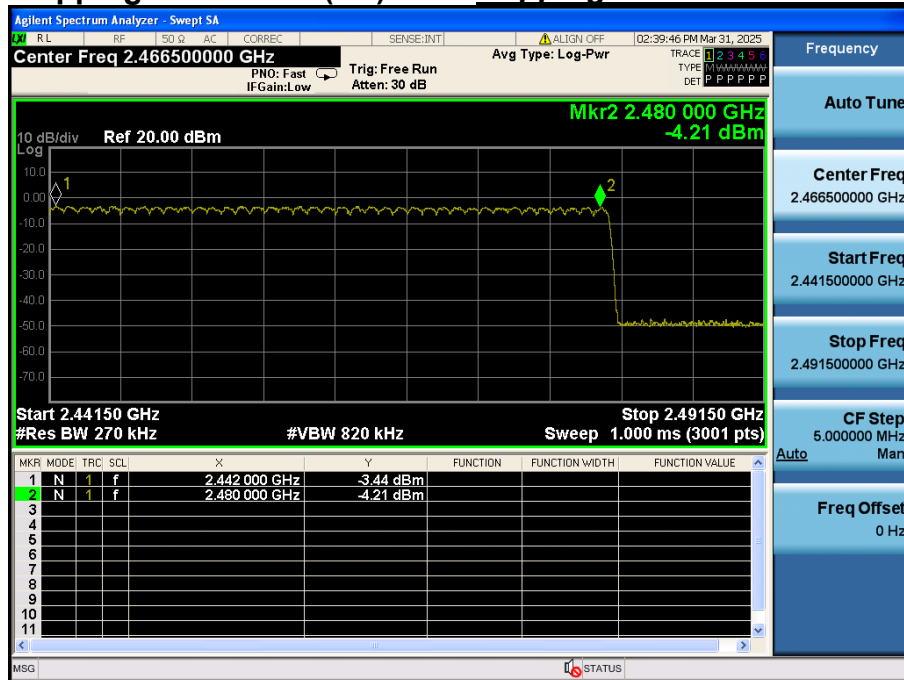 Agilent Spectrum Analyzer - Swept SA
LXI RL RF 50 Ω AC CORREC SENSE:INT ALIGN OFF 02:39:46 PM Mar 31, 2025
Center Freq 2.466500000 GHz
PNO: Fast
IFGain:Low
Trig: Free Run
Atten: 30 dB
Avg Type: Log-Pwr
TRACE 1 2 3 4 5 6
TYPE M
DET P P P P P P
Mkr2 2.480 000 GHz
-4.21 dBm
10 dB/div Ref 20.00 dBm
Log
10.0
0.00
-10.0
-20.0
-30.0
-40.0
-50.0
-60.0
-70.0
1
2
Start 2.44150 GHz Stop 2.49150 GHz
#Res BW 270 kHz #VBW 820 kHz Sweep 1.000 ms (3001 pts)
MKR MODE TRC SCL X Y FUNCTION FUNCTION WIDTH FUNCTION VALUE
1 N 1 f 2.442 000 GHz -3.44 dBm
2 N 1 f 2.480 000 GHz -4.21 dBm
3
4
5
6
7
8
9
10
11
MSG STATUS
Frequency
Auto Tune
Center Freq
2.466500000 GHz
Start Freq
2.441500000 GHz
Stop Freq
2.491500000 GHz
CF Step
5.000000 MHz
Auto Man
Freq Offset
0 Hz